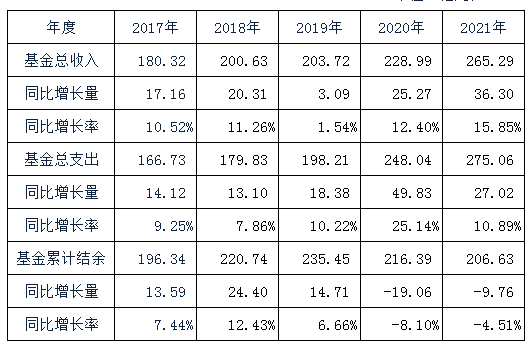 年度 2017年 2018年 2019年 2020年 2021年
基金总收入 180.32 200.63 203.72 228.99 265.29
同比增长量 17.16 20.31 3.09 25.27 36.30
同比增长率 10.52% 11.26% 1.54% 12.40% 15.85%
基金总支出 166.73 179.83 198.21 248.04 275.06
同比增长量 14.12 13.10 18.38 49.83 27.02
同比增长率 9.25% 7.86% 10.22% 25.14% 10.89%
基金累计结余 196.34 220.74 235.45 216.39 206.63
同比增长量 13.59 24.40 14.71 -19.06 -9.76
同比增长率 7.44% 12.43% 6.66% -8.10% -4.51%